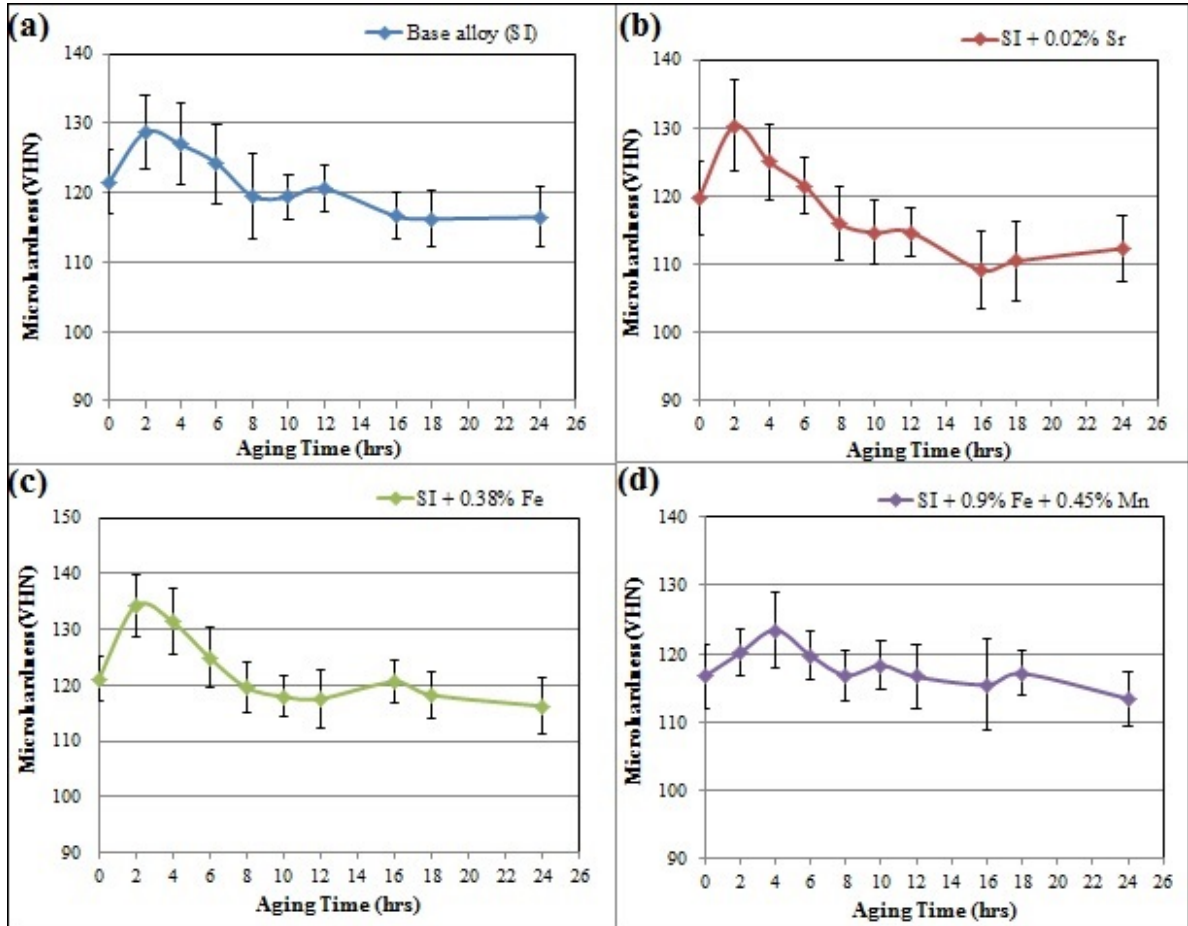 (a)
Base alloy (SI)
Microhardness (VHN)
140
130
120
110
100
90
0 2 4 6 8 10 12 14 16 18 20 22 24 26
Aging Time (hrs)
(b)
SI + 0.02% Sr
Microhardness (VHN)
140
130
120
110
100
90
0 2 4 6 8 10 12 14 16 18 20 22 24 26
Aging Time (hrs)
(c)
SI + 0.38% Fe
Microhardness (VHN)
150
140
130
120
110
100
90
0 2 4 6 8 10 12 14 16 18 20 22 24 26
Aging Time (hrs)
(d)
SI + 0.9% Fe + 0.45% Mn
Microhardness (VHN)
140
130
120
110
100
90
0 2 4 6 8 10 12 14 16 18 20 22 24 26
Aging Time (hrs)